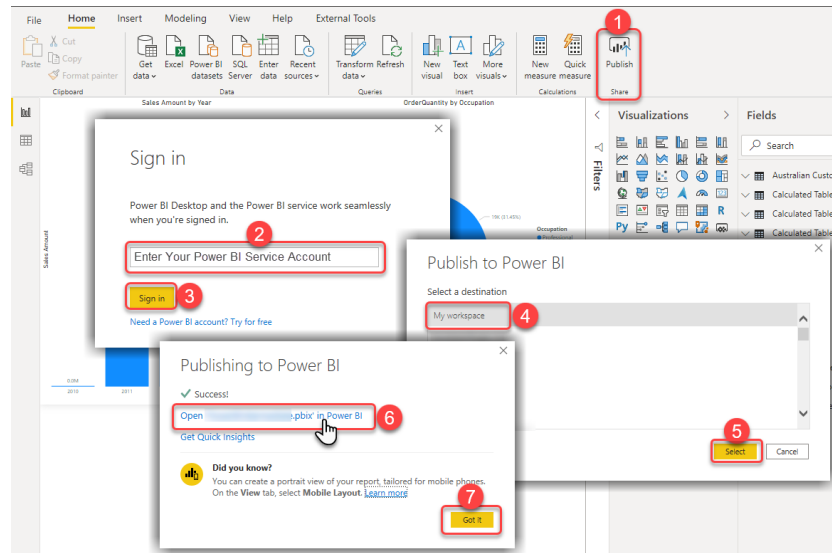 File Home Insert Modeling View Help External Tools
1
Cut
Copy
Format painter
Paste
Get data
Excel
Power BI datasets
SQL Server
Enter data
Recent sources
Transform data
Refresh
New visual
Text box
More visuals
New measure
Quick measure
Publish
Clipboard Data Queries Insert Calculations Share
Sales Amount by Year
OrderQuantity by Occupation
Visualizations
Fields
Search
Filters
Australian Custo
Calculated Table
Calculated Table
Calculated Table
R
Py
Sales Amount
19K (31.45%)
Occupation
0.0M
2010 2011
Sign in
Power BI Desktop and the Power BI service work seamlessly
when you're signed in.
2
Enter Your Power BI Service Account
Sign in
3
Need a Power BI account? Try for free
Publish to Power BI
Select a destination
My workspace
4
5
Select Cancel
Publishing to Power BI
Success!
Open .pbix' in Power BI
6
Get Quick Insights
Did you know?
You can create a portrait view of your report, tailored for mobile phones.
On the View tab, select Mobile Layout. Learn more
7
Got it